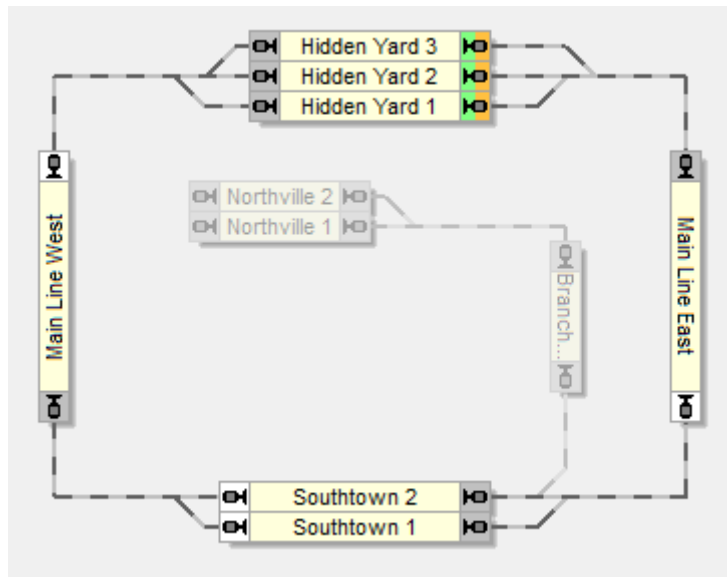 Hidden Yard 3
Hidden Yard 2
Hidden Yard 1
Northville 2
Northville 1
Main Line West
Branch...
Main Line East
Southtown 2
Southtown 1